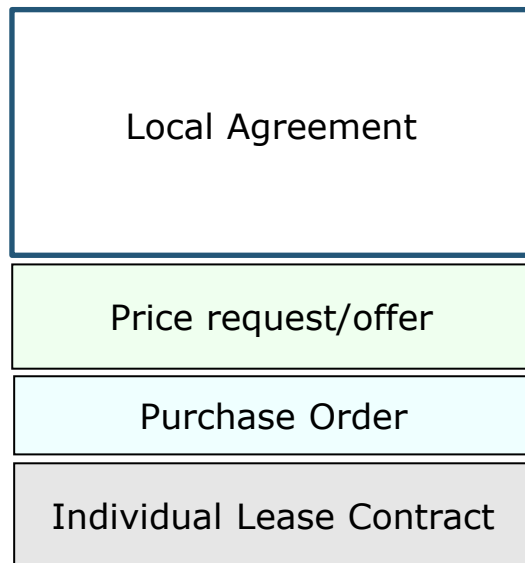 Local Agreement
Price request/offer
Purchase Order
Individual Lease Contract